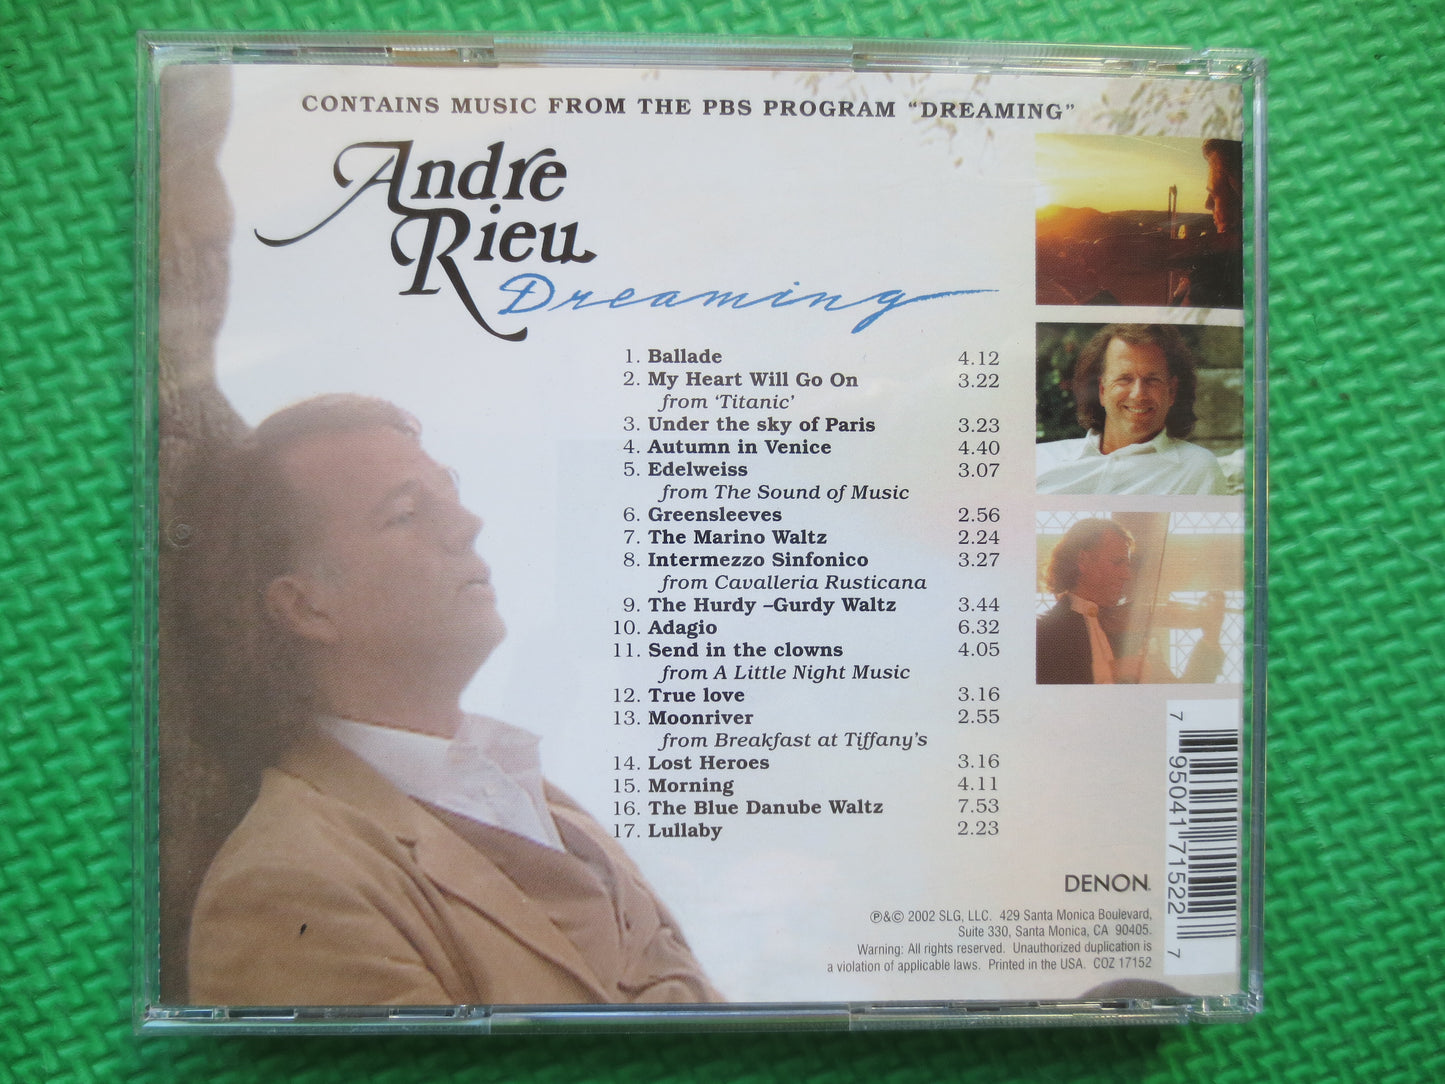 CONTAINS MUSIC FROM THE PBS PROGRAM “DREAMING”
Andre
Rieu
Dreaming
1. Ballade 4.12
2. My Heart Will Go On 3.22
from ‘Titanic’
3. Under the sky of Paris 3.23
4. Autumn in Venice 4.40
5. Edelweiss 3.07
from The Sound of Music
6. Greensleeves 2.56
7. The Marino Waltz 2.24
8. Intermezzo Sinfonico 3.27
from Cavalleria Rusticana
9. The Hurdy –Gurdy Waltz 3.44
10. Adagio 6.32
11. Send in the clowns 4.05
from A Little Night Music
12. True love 3.16
13. Moonriver 2.55
from Breakfast at Tiffany’s
14. Lost Heroes 3.16
15. Morning 4.11
16. The Blue Danube Waltz 7.53
17. Lullaby 2.23
DENON
℗&© 2002 SLG, LLC. 429 Santa Monica Boulevard,
Suite 330, Santa Monica, CA 90405.
Warning: All rights reserved. Unauthorized duplication is
a violation of applicable laws. Printed in the USA. COZ 17152
7 95041 71522 7